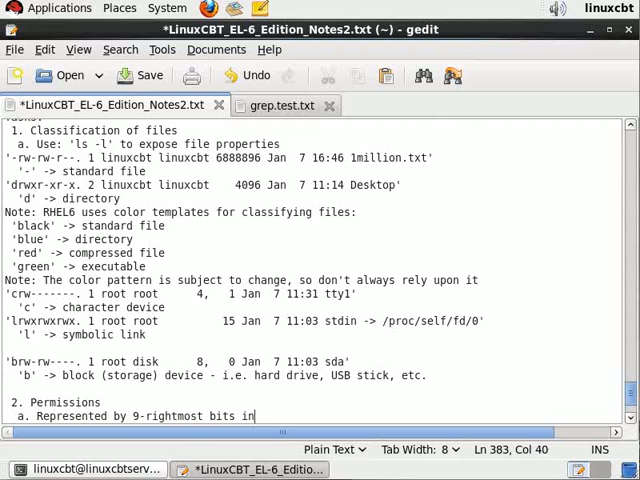 Applications Places System linuxcbt
*LinuxCBT_EL-6_Edition_Notes2.txt (~) - gedit
File Edit View Search Tools Documents Help
Open Save Undo
*LinuxCBT_EL-6_Edition_Notes2.txt grep.test.txt
Tasks:
1. Classification of files
a. Use: 'ls -l' to expose file properties
'-rw-rw-r--. 1 linuxcbt linuxcbt 6888896 Jan  7 16:46 1million.txt'
'-' -> standard file
'drwxr-xr-x. 2 linuxcbt linuxcbt    4096 Jan  7 11:14 Desktop'
'd' -> directory
Note: RHEL6 uses color templates for classifying files:
'black' -> standard file
'blue' -> directory
'red' -> compressed file
'green' -> executable
Note: The color pattern is subject to change, so don't always rely upon it
'crw-------. 1 root root      4,   1 Jan  7 11:31 tty1'
'c' -> character device
'lrwxrwxrwx. 1 root root          15 Jan  7 11:03 stdin -> /proc/self/fd/0'
'l' -> symbolic link
'brw-rw----. 1 root disk      8,   0 Jan  7 11:03 sda'
'b' -> block (storage) device - i.e. hard drive, USB stick, etc.
2. Permissions
a. Represented by 9-rightmost bits in
Plain Text Tab Width: 8 Ln 383, Col 40 INS
linuxcbt@linuxcbtserv... *LinuxCBT_EL-6_Editio...